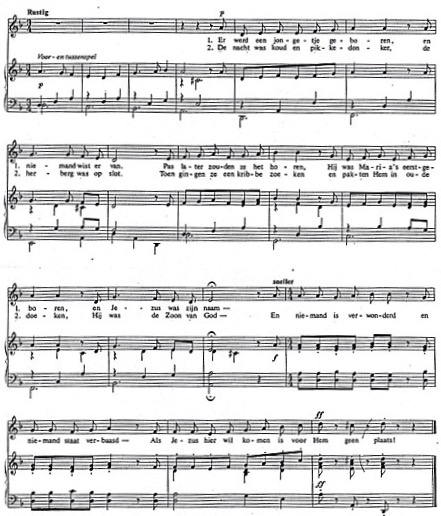 Rustig
p
1. Er werd een jon - ge - tje ge - bo - ren, en
2. De nacht was koud en pik - ke - don - ker, de
Voor - en tussenspel
p
1. nie - mand wist er van. Pas la - ter zou - den ze het ho - ren, Hij was Ma - ri - a's eerst - ge -
2. her - berg was op slot. Toen gin - gen ze een krib - be zoe - ken en pak - ten Hem in ou - de
sneller
1. bo - ren, en Je - zus was zijn naam —
2. doe - ken, Hij was de Zoon van God — En nie - mand is ver - won - derd en
f
ff
nie - mand staat ver - baasd — Als Je - zus hier wil ko - men is voor Hem geen plaats!
ff